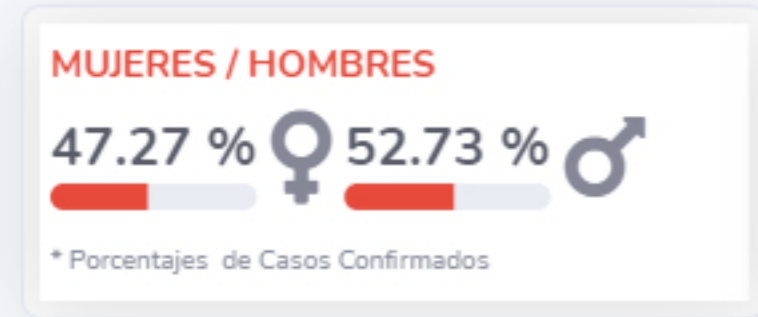 MUJERES / HOMBRES
47.27 % 52.73 %
* Porcentajes de Casos Confirmados